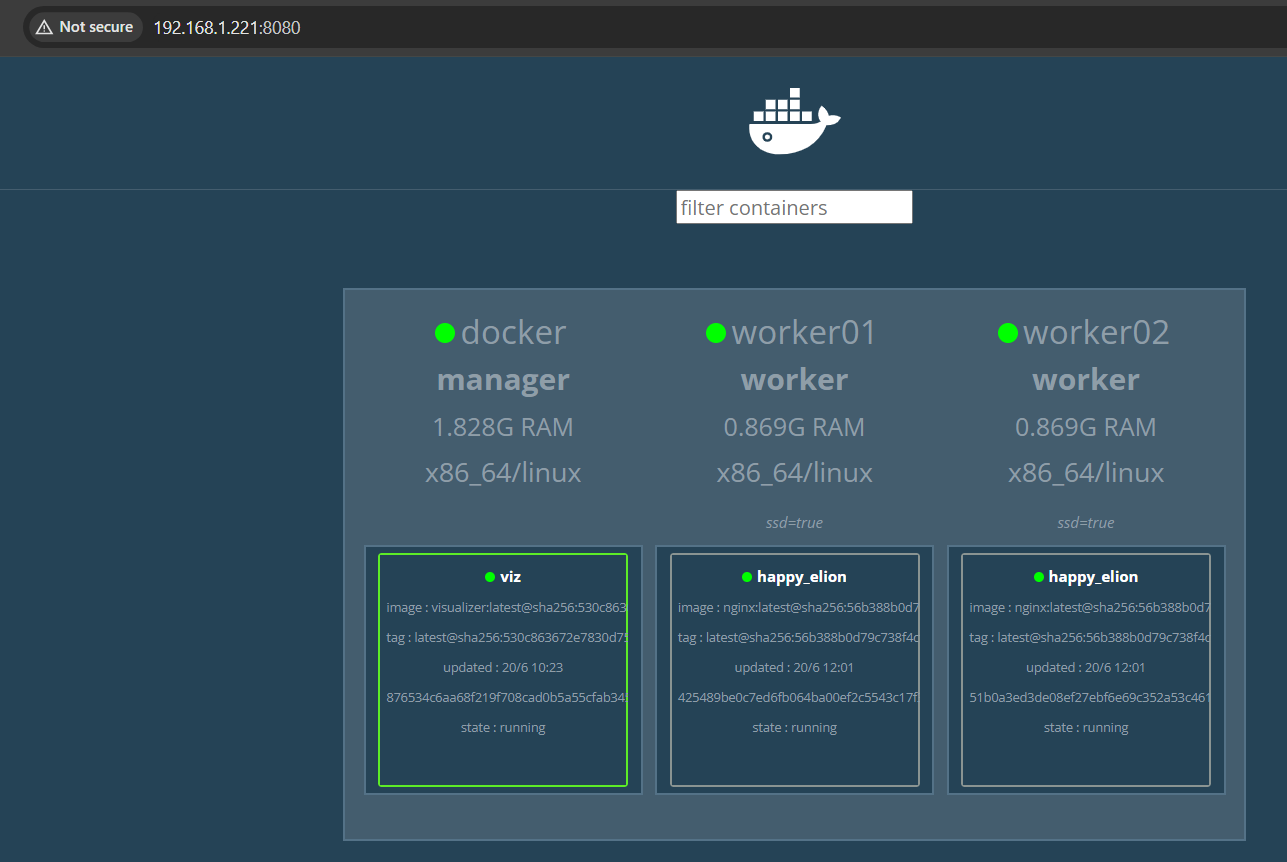 Not secure 192.168.1.221:8080
filter containers
docker
manager
1.828G RAM
x86_64/linux
worker01
worker
0.869G RAM
x86_64/linux
ssd=true
worker02
worker
0.869G RAM
x86_64/linux
ssd=true
viz
image : visualizer:latest@sha256:530c863
tag : latest@sha256:530c863672e7830d75
updated : 20/6 10:23
876534c6aa68f219f708cad0b5a55cfab34
state : running
happy_elion
image : nginx:latest@sha256:56b388b0d7
tag : latest@sha256:56b388b0d79c738f4c
updated : 20/6 12:01
425489be0c7ed6fb064ba00ef2c5543c17f
state : running
happy_elion
image : nginx:latest@sha256:56b388b0d7
tag : latest@sha256:56b388b0d79c738f4c
updated : 20/6 12:01
51b0a3ed3de08ef27ebf6e69c352a53c461
state : running